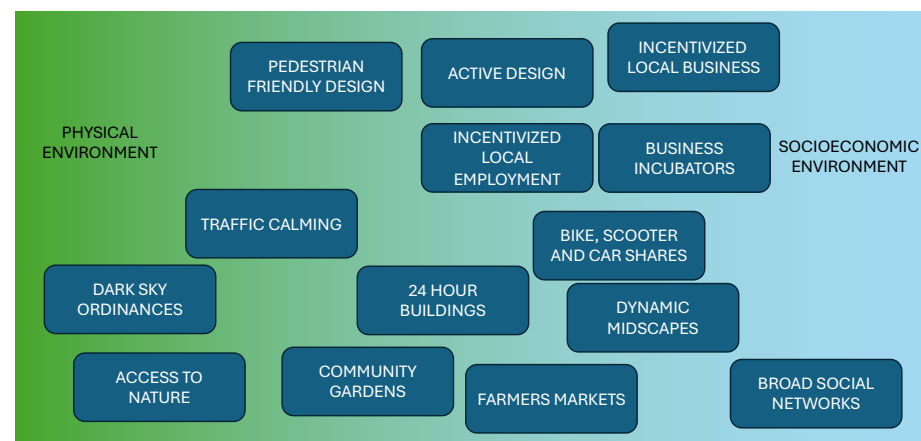 PEDESTRIAN
FRIENDLY DESIGN
ACTIVE DESIGN
INCENTIVIZED
LOCAL BUSINESS
PHYSICAL
ENVIRONMENT
INCENTIVIZED
LOCAL
EMPLOYMENT
BUSINESS
INCUBATORS
SOCIOECONOMIC
ENVIRONMENT
TRAFFIC CALMING
BIKE, SCOOTER
AND CAR SHARES
DARK SKY
ORDINANCES
24 HOUR
BUILDINGS
DYNAMIC
MIDSCAPES
ACCESS TO
NATURE
COMMUNITY
GARDENS
FARMERS MARKETS
BROAD SOCIAL
NETWORKS